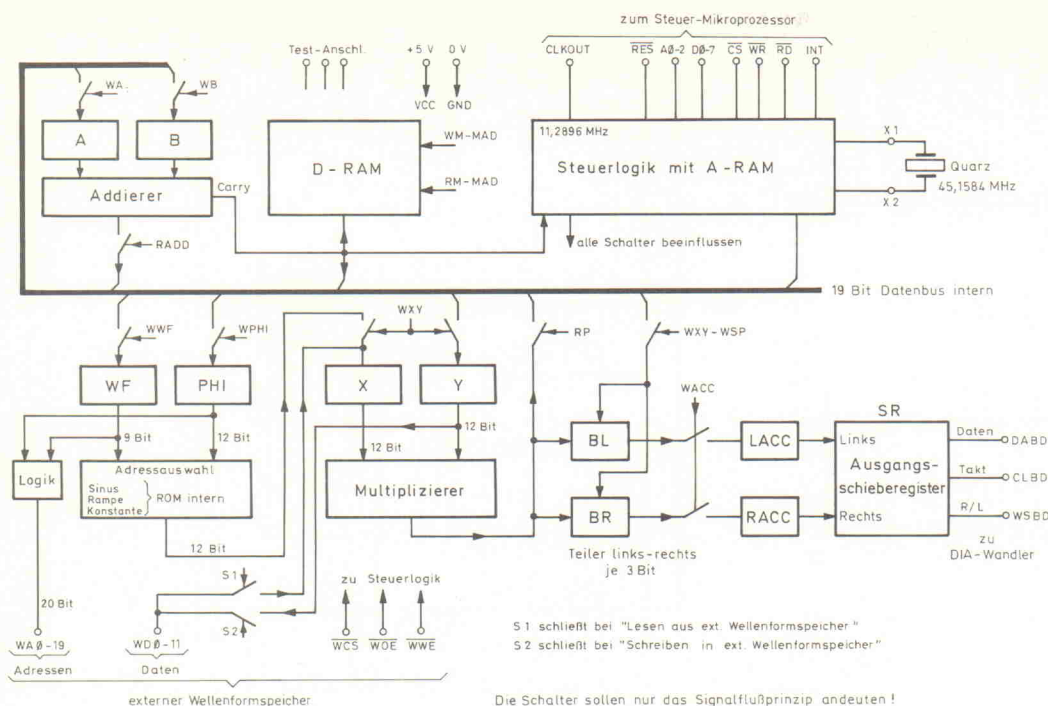 zum Steuer-Mikroprozessor
Test-Anschl.
+5 V
0 V
CLKOUT
RES
AØ-2
DØ-7
CS
WR
RD
INT
WA
WB
VCC
GND
A
B
D-RAM
WM-MAD
RM-MAD
11,2896 MHz
Steuerlogik mit A-RAM
X1
Quarz
45,1584 MHz
X2
Addierer
Carry
RADD
alle Schalter beeinflussen
19 Bit Datenbus intern
WWF
WPHI
WXY
RP
WXY-WSP
WF
PHI
X
Y
WACC
9 Bit
12 Bit
12 Bit
12 Bit
BL
LACC
SR
Links
Daten
DABD
Logik
Adressauswahl
Sinus
Rampe
Konstante
ROM intern
Multiplizierer
Ausgangs-
schieberegister
Takt
CLBD
BR
RACC
Rechts
R/L
WSBD
12 Bit
Teiler links-rechts
je 3 Bit
zu
DIA-Wandler
S1
zu Steuerlogik
20 Bit
S2
S1 schließt bei "Lesen aus ext. Wellenformspeicher"
S2 schließt bei "Schreiben in ext. Wellenformspeicher"
WAØ-19
WDØ-11
WCS
WOE
WWE
Adressen
Daten
externer Wellenformspeicher
Die Schalter sollen nur das Signalflußprinzip andeuten !